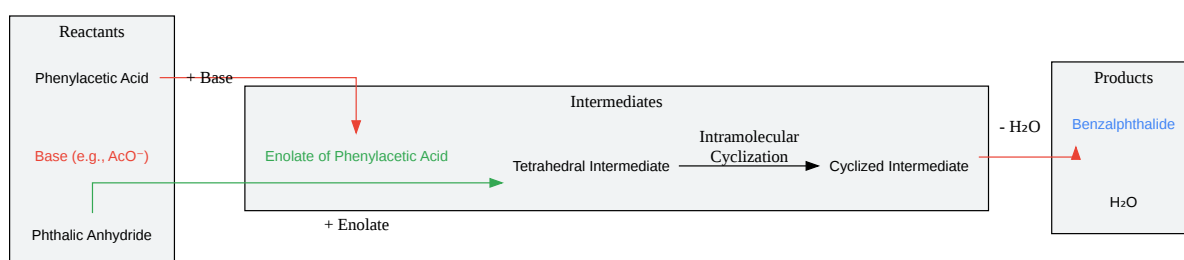 Reactants
Phenylacetic Acid
+ Base
Base (e.g., AcO⁻)
Phthalic Anhydride
Intermediates
Enolate of Phenylacetic Acid
Tetrahedral Intermediate
Intramolecular
Cyclization
Cyclized Intermediate
+ Enolate
- H₂O
Products
Benzalphthalide
H₂O